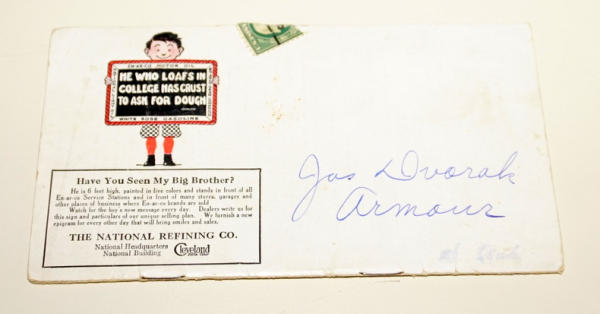 EN-AR-CO MOTOR OIL
HE WHO LOAFS IN
COLLEGE HAS CRUST
TO ASK FOR DOUGH
WHITE ROSE GASOLINE
Have You Seen My Big Brother?
He is 6 feet high, painted in five colors and stands in front of all
En-ar-co Service Stations and in front of many stores, garages and
other places of business where En-ar-co brands are sold
Watch for the boy's new message every day. Dealers write us for
this sign and particulars of our unique selling plan. We furnish a new
epigram for every other day that will bring smiles and sales.
THE NATIONAL REFINING CO.
National Headquarters
National Building
Cleveland
Jas Dvorak
Armour